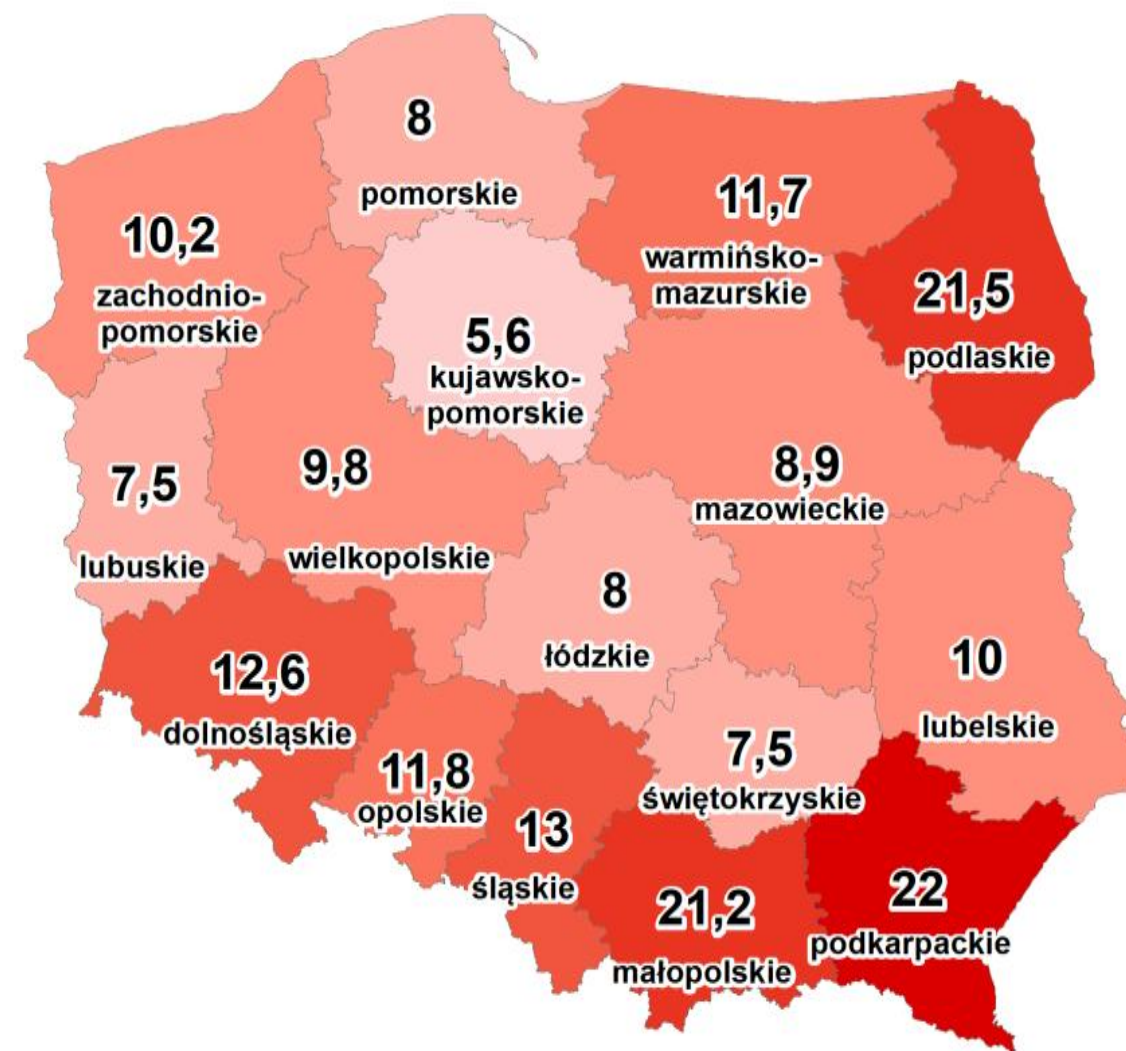 8
pomorskie
11,7
warmińsko-
mazurskie
10,2
zachodnio-
pomorskie
21,5
podlaskie
5,6
kujawsko-
pomorskie
7,5
lubuskie
9,8
wielkopolskie
8,9
mazowieckie
8
łódzkie
12,6
dolnośląskie
10
lubelskie
11,8
opolskie
7,5
świętokrzyskie
13
śląskie
21,2
małopolskie
22
podkarpackie